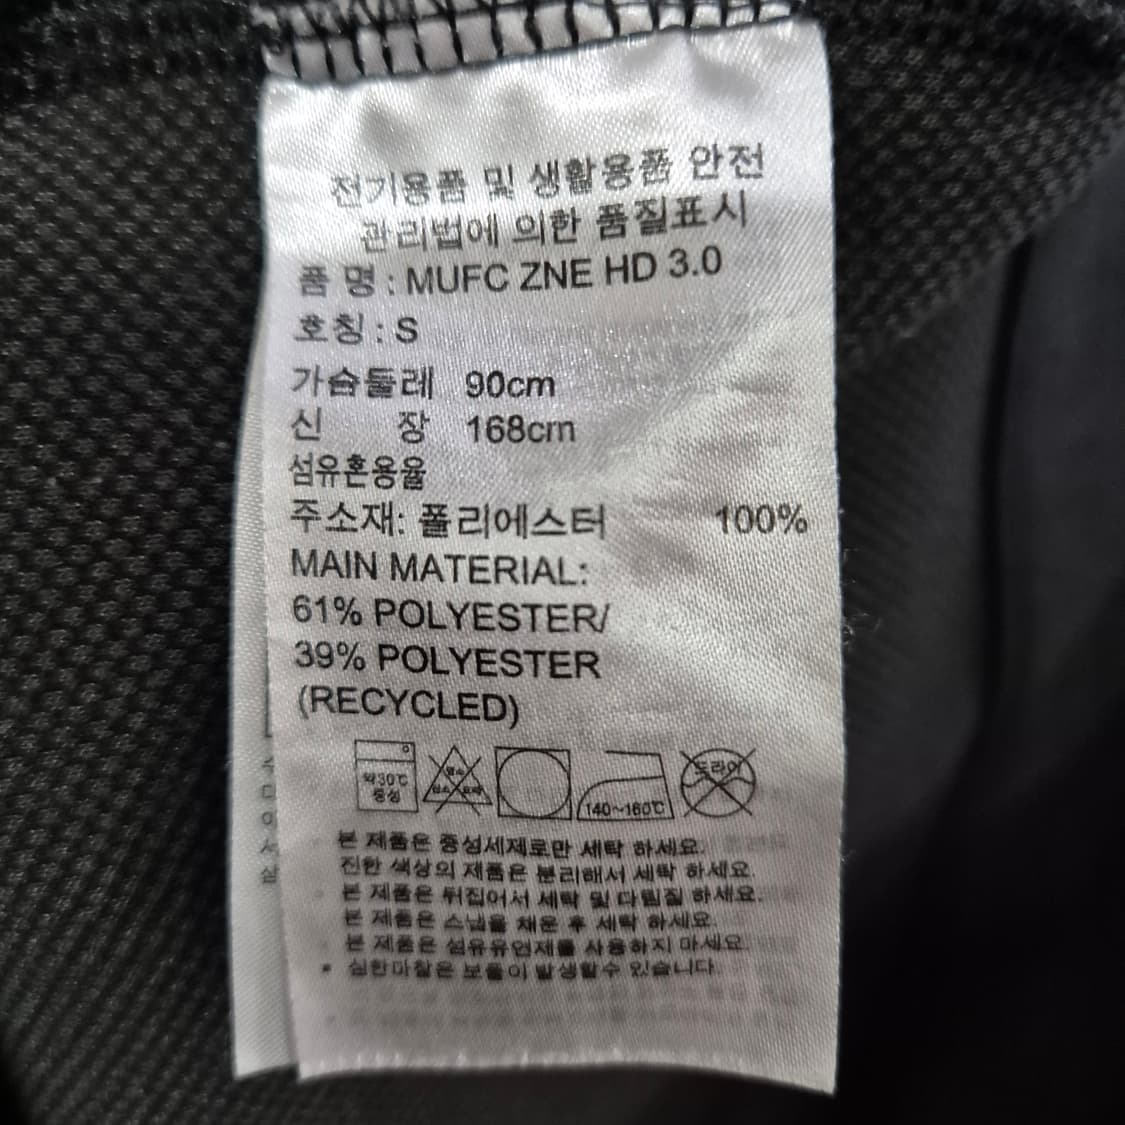 전기용품 및 생활용품 안전
관리법에 의한 품질표시
품 명 : MUFC ZNE HD 3.0
호칭 : S
가슴둘레 90cm
신 장 168cm
섬유혼용율
주소재: 폴리에스터 100%
MAIN MATERIAL:
61% POLYESTER/
39% POLYESTER
(RECYCLED)
약30℃
중성
염소
산소 표백
140~160℃
드라이
본 제품은 중성세제로만 세탁 하세요.
진한 색상의 제품은 분리해서 세탁 하세요.
본 제품은 뒤집어서 세탁 및 다림질 하세요.
본 제품은 스냅을 채운 후 세탁 하세요.
본 제품은 섬유유연제를 사용하지 마세요.
* 심한마찰은 보풀이 발생할수 있습니다.